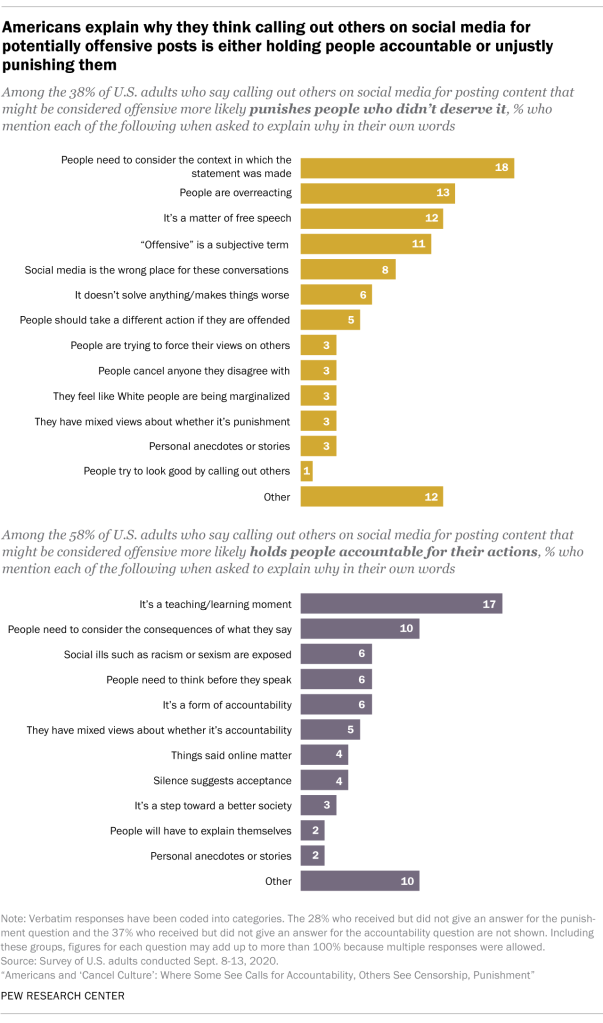 Americans explain why they think calling out others on social media for
potentially offensive posts is either holding people accountable or unjustly
punishing them
Among the 38% of U.S. adults who say calling out others on social media for posting content that
might be considered offensive more likely punishes people who didn't deserve it, % who
mention each of the following when asked to explain why in their own words
People need to consider the context in which the
statement was made 18
People are overreacting 13
It's a matter of free speech 12
“Offensive” is a subjective term 11
Social media is the wrong place for these conversations 8
It doesn't solve anything/makes things worse 6
People should take a different action if they are offended 5
People are trying to force their views on others 3
People cancel anyone they disagree with 3
They feel like White people are being marginalized 3
They have mixed views about whether it's punishment 3
Personal anecdotes or stories 3
People try to look good by calling out others 1
Other 12
Among the 58% of U.S. adults who say calling out others on social media for posting content that
might be considered offensive more likely holds people accountable for their actions, % who
mention each of the following when asked to explain why in their own words
It's a teaching/learning moment 17
People need to consider the consequences of what they say 10
Social ills such as racism or sexism are exposed 6
People need to think before they speak 6
It's a form of accountability 6
They have mixed views about whether it's accountability 5
Things said online matter 4
Silence suggests acceptance 4
It's a step toward a better society 3
People will have to explain themselves 2
Personal anecdotes or stories 2
Other 10
Note: Verbatim responses have been coded into categories. The 28% who received but did not give an answer for the punish-
ment question and the 37% who received but did not give an answer for the accountability question are not shown. Including
these groups, figures for each question may add up to more than 100% because multiple responses were allowed.
Source: Survey of U.S. adults conducted Sept. 8-13, 2020.
“Americans and ‘Cancel Culture’: Where Some See Calls for Accountability, Others See Censorship, Punishment”
PEW RESEARCH CENTER